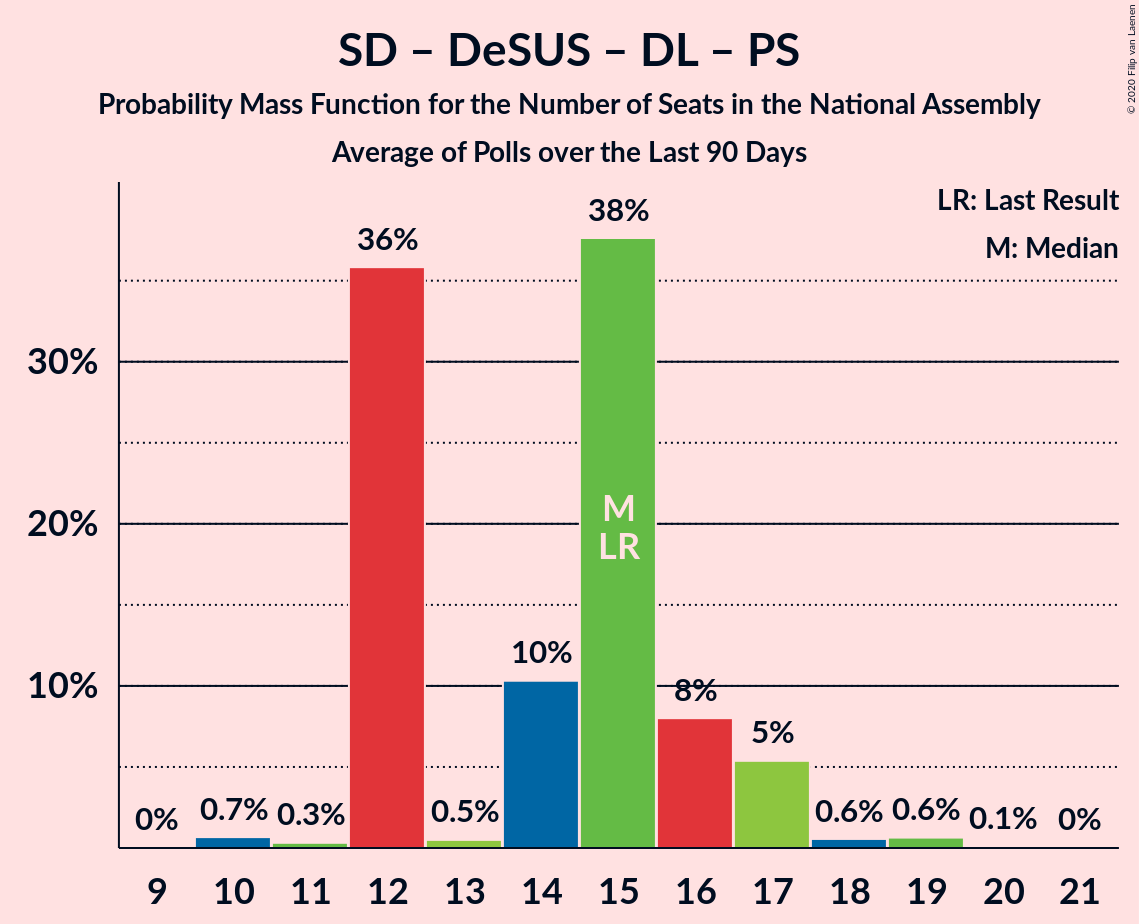 SD – DeSUS – DL – PS
Probability Mass Function for the Number of Seats in the National Assembly
Average of Polls over the Last 90 Days
© 2020 Filip van Laenen
LR: Last Result
M: Median
38%
36%
30%
20%
10%
M
LR
10%
8%
5%
0%
0.7%
0.3%
0.5%
0.6%
0.6%
0.1%
0%
9 10 11 12 13 14 15 16 17 18 19 20 21